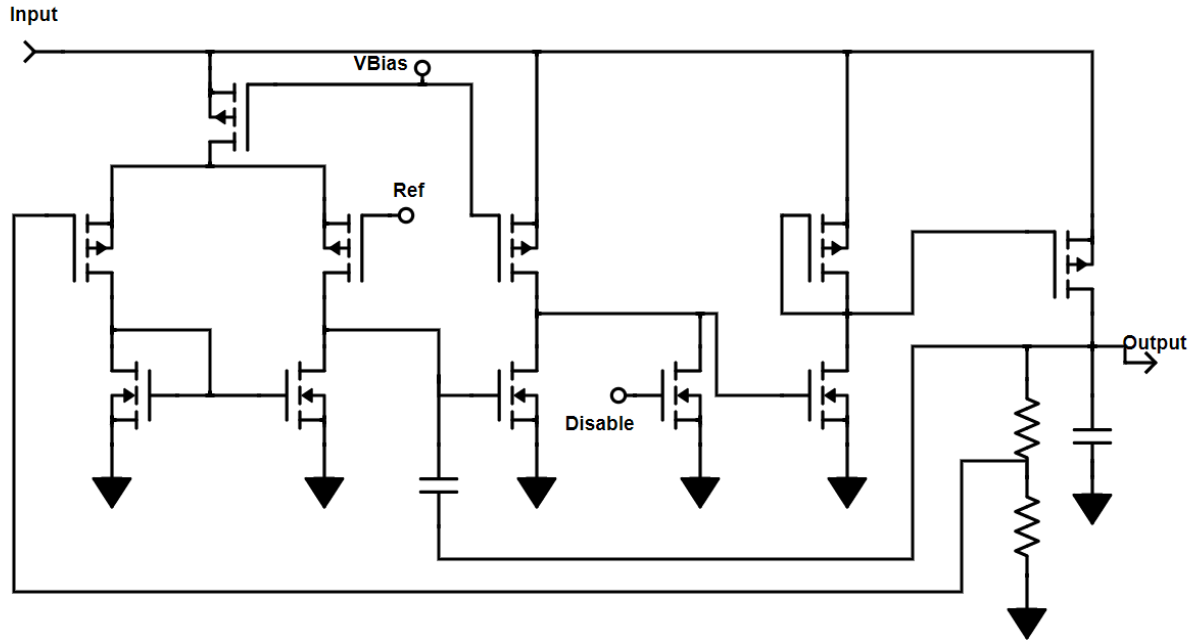 Input
VBias
Ref
Disable
Output